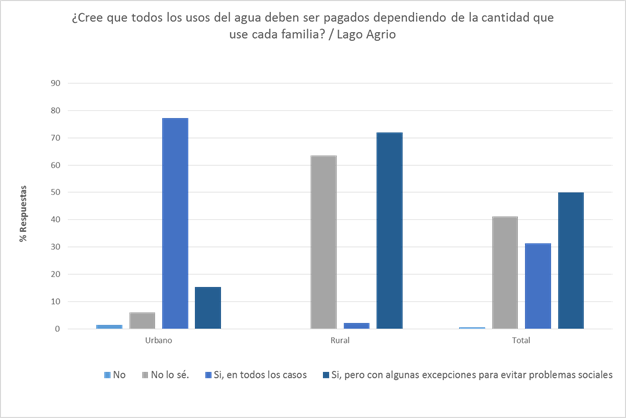 ¿Cree que todos los usos del agua deben ser pagados dependiendo de la cantidad que
use cada familia? / Lago Agrio
90
80
70
60
50
40
30
20
10
0
% Respuestas
Urbano Rural Total
No No lo sé. Si, en todos los casos Si, pero con algunas excepciones para evitar problemas sociales